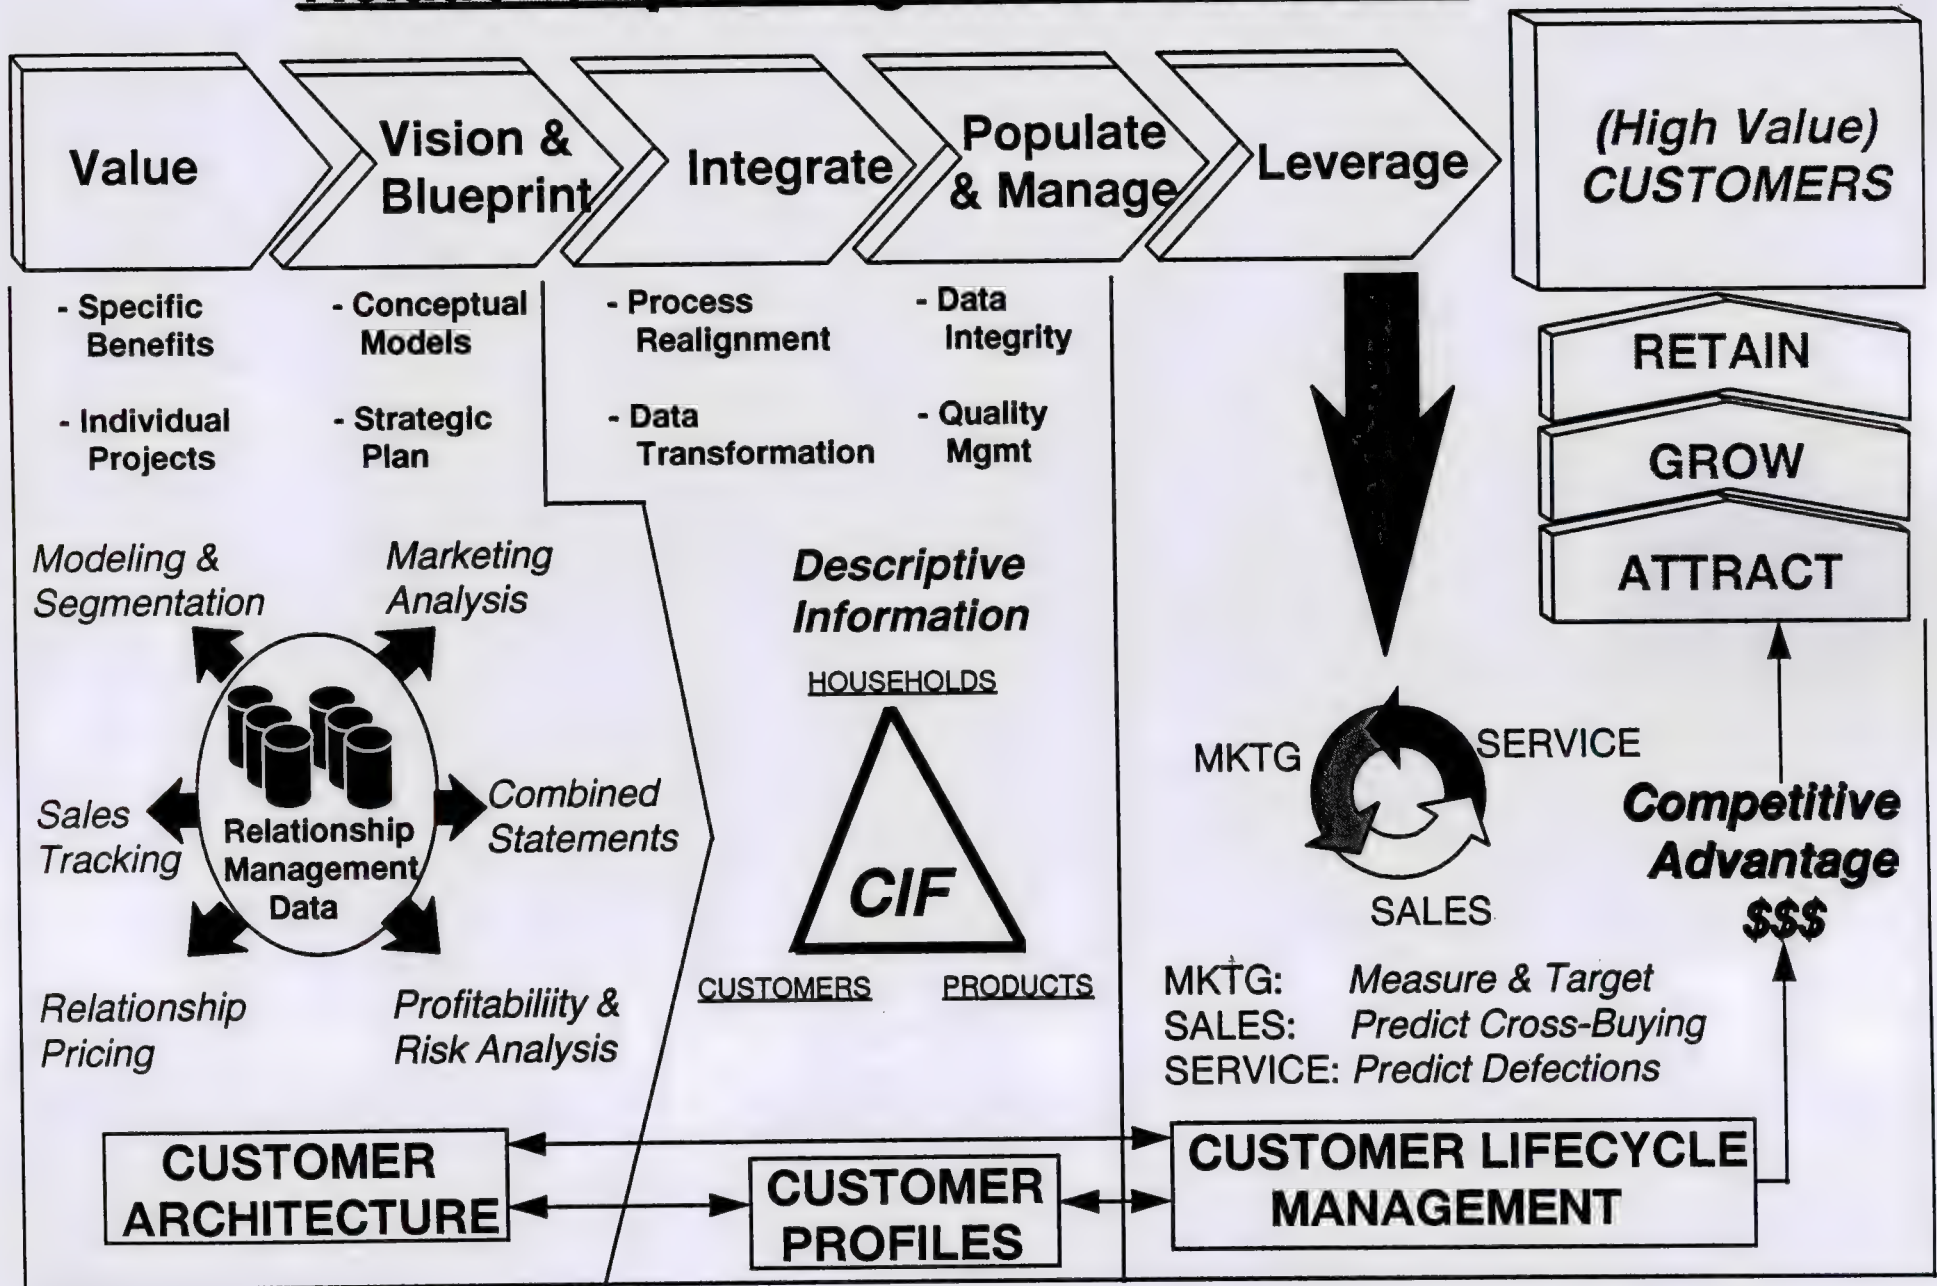 Value
Vision &
Blueprint
Integrate
Populate
& Manage
Leverage
(High Value)
CUSTOMERS
- Specific
Benefits
- Individual
Projects
- Conceptual
Models
- Strategic
Plan
- Process
Realignment
- Data
Transformation
- Data
Integrity
- Quality
Mgmt
RETAIN
GROW
ATTRACT
Modeling &
Segmentation
Marketing
Analysis
Sales
Tracking
Relationship
Management
Data
Combined
Statements
Relationship
Pricing
Profitabiliity &
Risk Analysis
Descriptive
Information
HOUSEHOLDS
CIF
CUSTOMERS
PRODUCTS
MKTG
SERVICE
SALES
MKTG: Measure & Target
SALES: Predict Cross-Buying
SERVICE: Predict Defections
Competitive
Advantage
$$$
CUSTOMER
ARCHITECTURE
CUSTOMER
PROFILES
CUSTOMER LIFECYCLE
MANAGEMENT